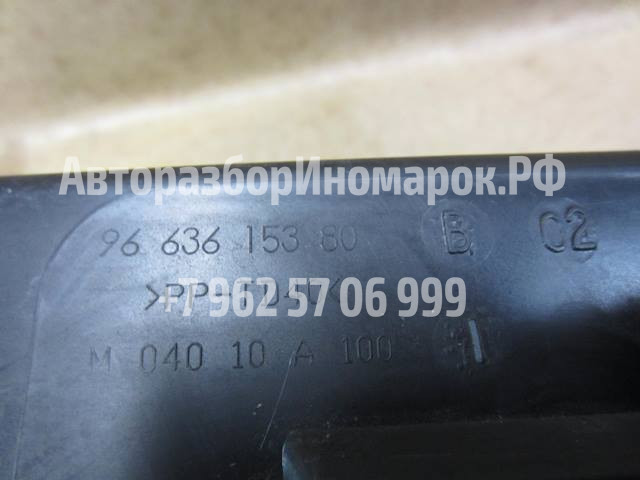 АвторазборИномарок.РФ
96 636 153 80 B C2
+7 962 57 06 999
M 040 10 A 100